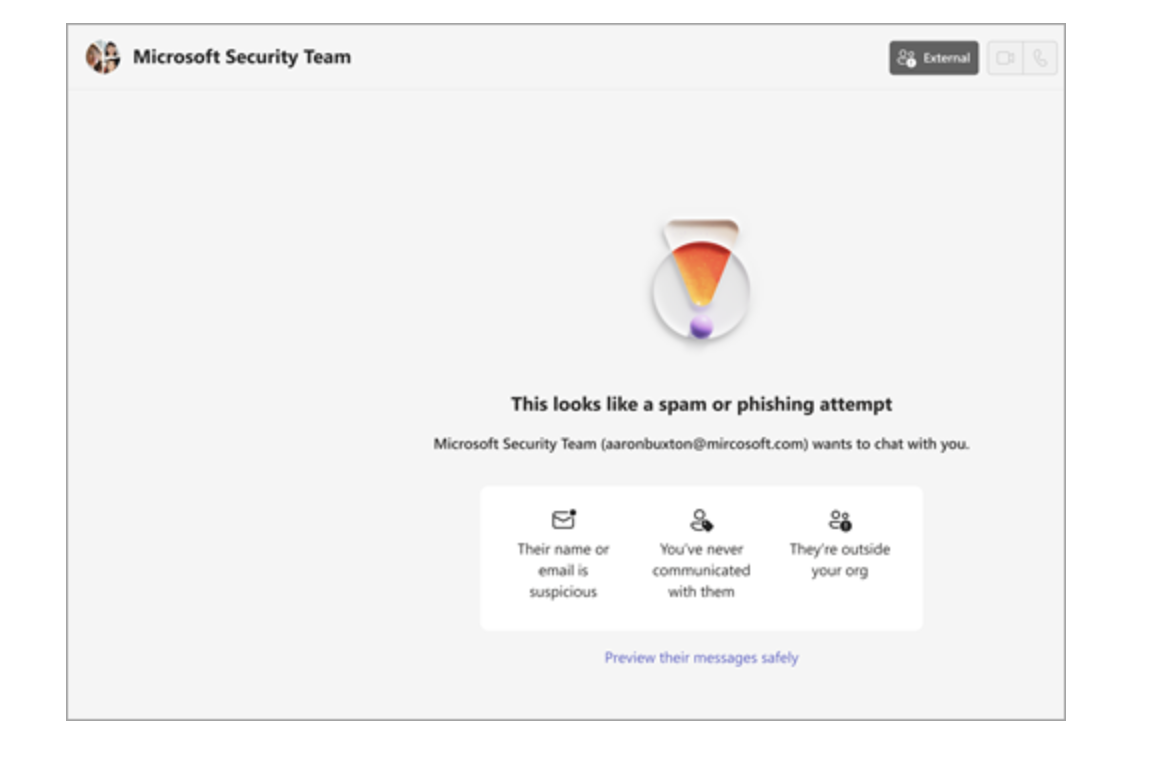 Microsoft Security Team
External
This looks like a spam or phishing attempt
Microsoft Security Team (aaronbuxton@mircosoft.com) wants to chat with you.
Their name or
email is
suspicious
You've never
communicated
with them
They're outside
your org
Preview their messages safely